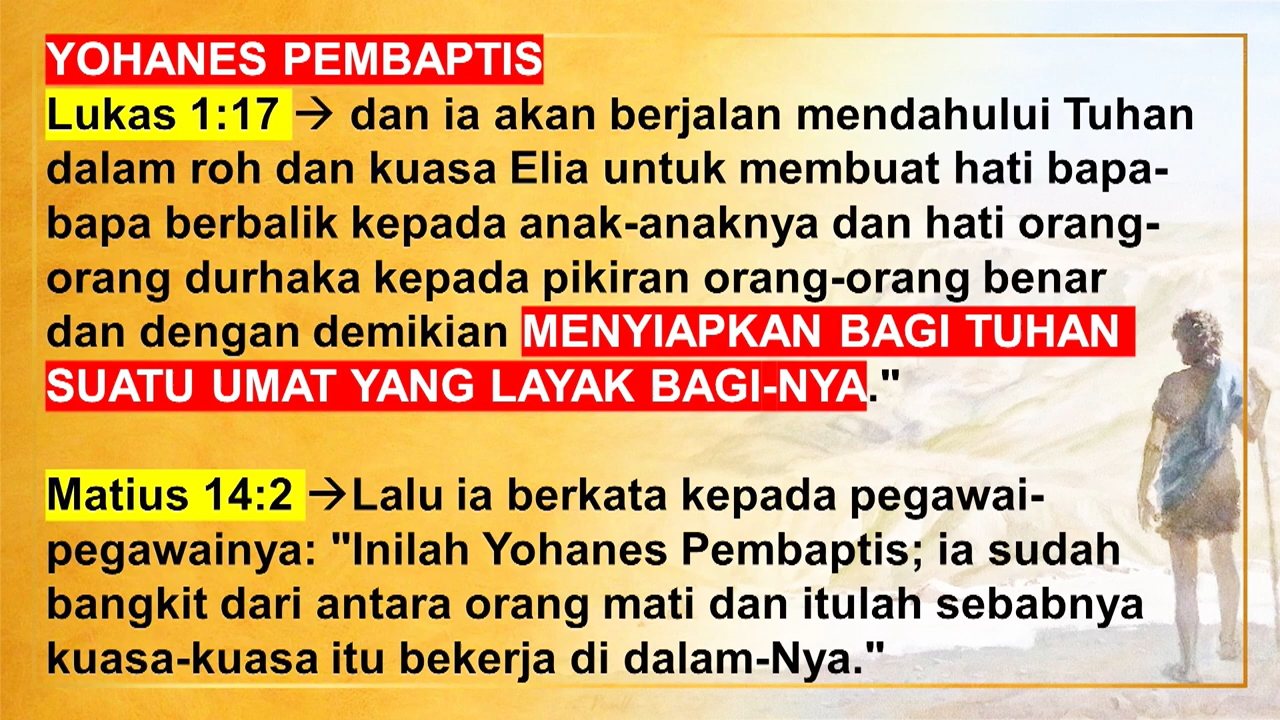 YOHANES PEMBAPTIS
Lukas 1:17 → dan ia akan berjalan mendahului Tuhan
dalam roh dan kuasa Elia untuk membuat hati bapa-
bapa berbalik kepada anak-anaknya dan hati orang-
orang durhaka kepada pikiran orang-orang benar
dan dengan demikian MENYIAPKAN BAGI TUHAN
SUATU UMAT YANG LAYAK BAGI-NYA."
Matius 14:2 →Lalu ia berkata kepada pegawai-
pegawainya: "Inilah Yohanes Pembaptis; ia sudah
bangkit dari antara orang mati dan itulah sebabnya
kuasa-kuasa itu bekerja di dalam-Nya."